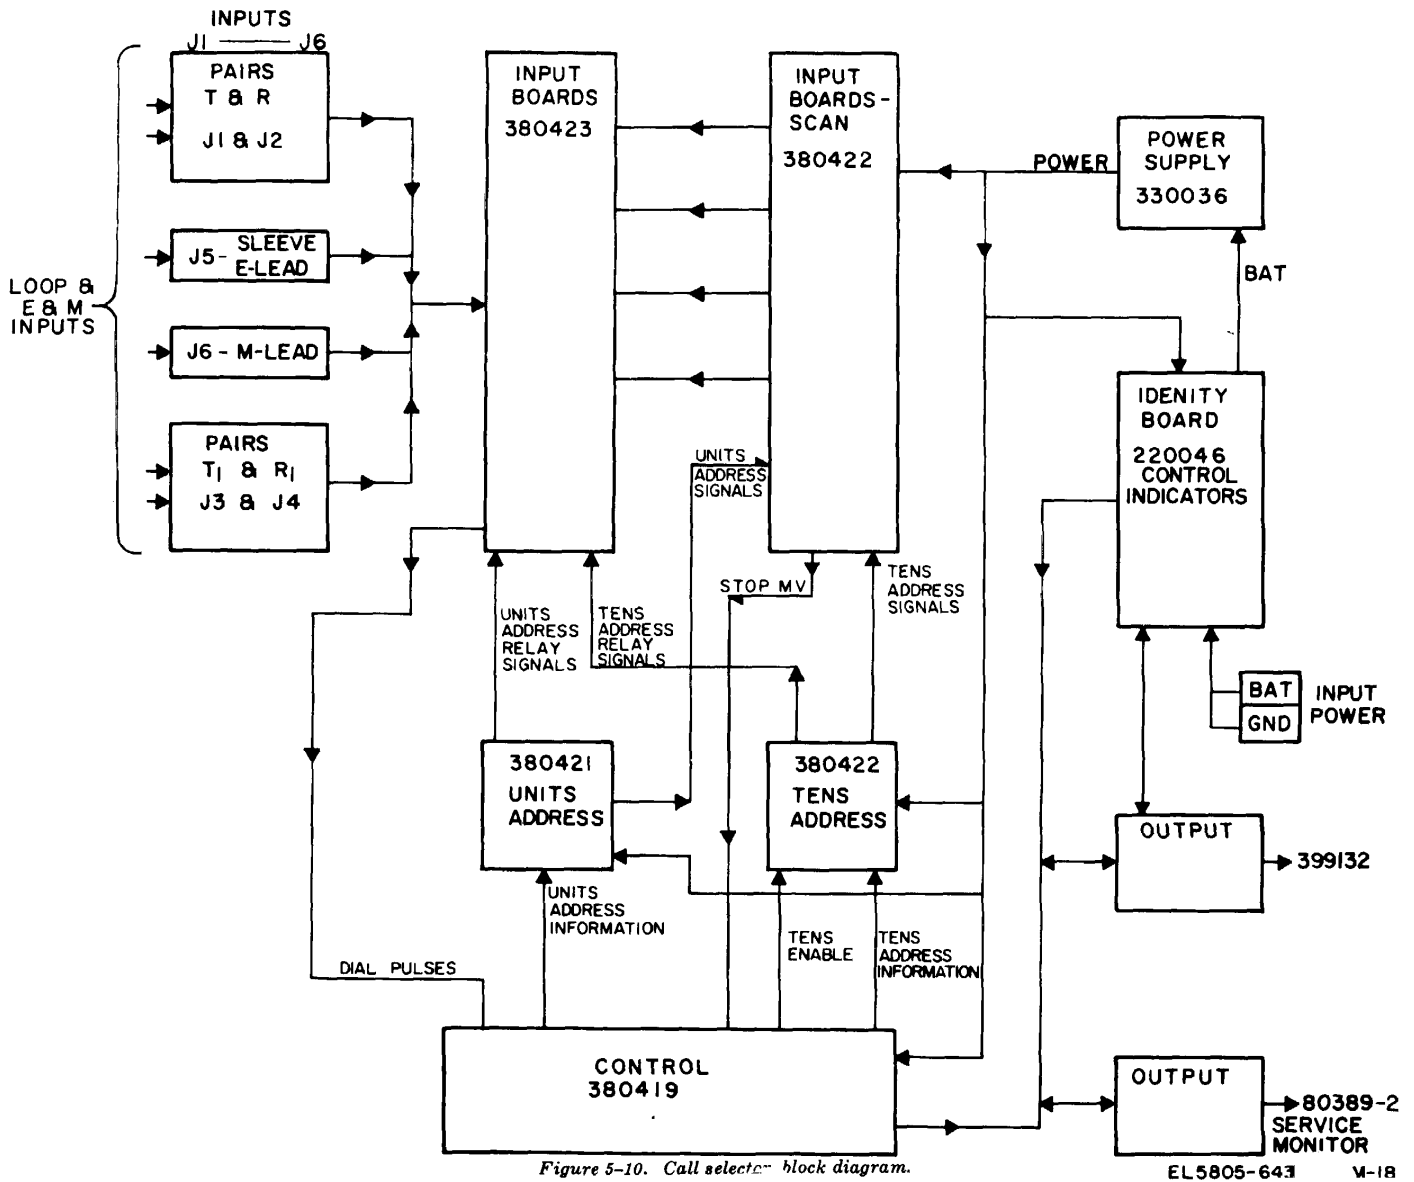 INPUTS
J1 J6
PAIRS
T & R
J1 & J2
J5- SLEEVE
E-LEAD
LOOP &
E & M
INPUTS
J6 - M-LEAD
PAIRS
T1 & R1
J3 & J4
INPUT
BOARDS
380423
INPUT
BOARDS-
SCAN
380422
POWER
POWER
SUPPLY
330036
BAT
IDENITY
BOARD
220046
CONTROL
INDICATORS
UNITS
ADDRESS
SIGNALS
STOP MV
TENS
ADDRESS
SIGNALS
UNITS
ADDRESS
RELAY
SIGNALS
TENS
ADDRESS
RELAY
SIGNALS
BAT
GND
INPUT
POWER
380421
UNITS
ADDRESS
380422
TENS
ADDRESS
OUTPUT
399132
UNITS
ADDRESS
INFORMATION
TENS
ENABLE
TENS
ADDRESS
INFORMATION
DIAL PULSES
CONTROL
380419
OUTPUT
80389-2
SERVICE
MONITOR
Figure 5-10. Call selector block diagram.
EL5805-643 M-18